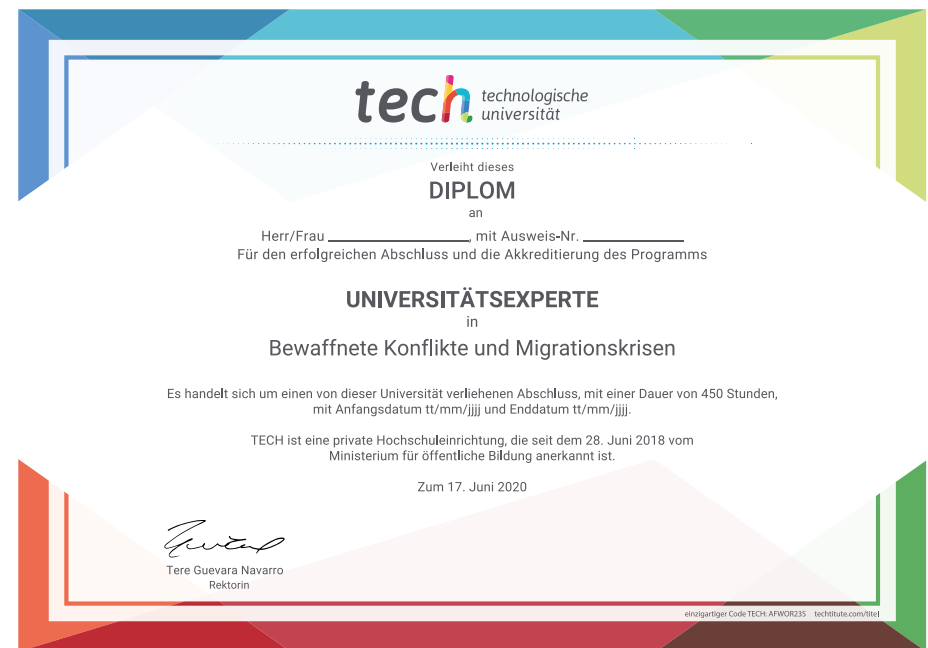 tech technologische
universität
Verleiht dieses
DIPLOM
an
Herr/Frau ____________, mit Ausweis-Nr. ____________
Für den erfolgreichen Abschluss und die Akkreditierung des Programms
UNIVERSITÄTSEXPERTE
in
Bewaffnete Konflikte und Migrationskrisen
Es handelt sich um einen von dieser Universität verliehenen Abschluss, mit einer Dauer von 450 Stunden,
mit Anfangsdatum tt/mm/jjjj und Enddatum tt/mm/jjjj.
TECH ist eine private Hochschuleinrichtung, die seit dem 28. Juni 2018 vom
Ministerium für öffentliche Bildung anerkannt ist.
Zum 17. Juni 2020
Tere Guevara Navarro
Rektorin
einzigartiger Code TECH: AFWOR235 techtitute.com/titel